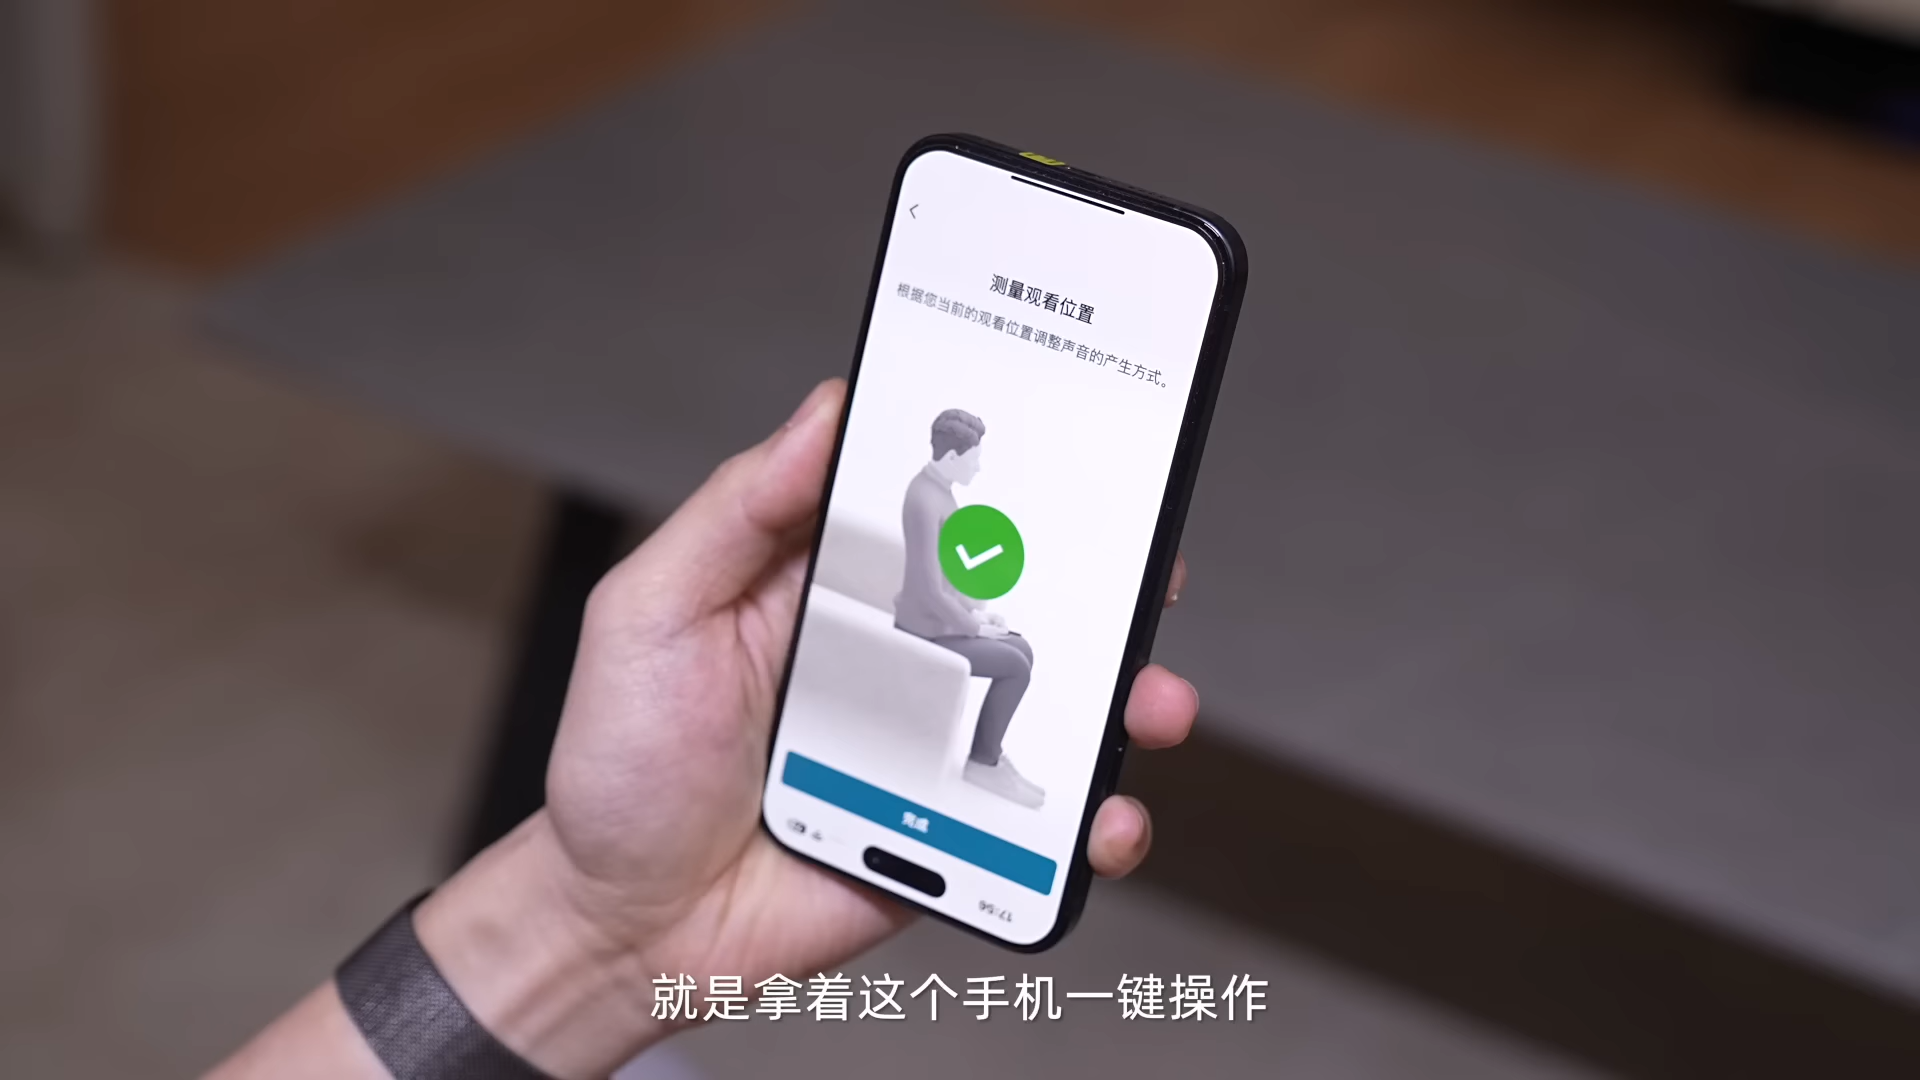 测量观看位置
根据您当前的观看位置调整声音的产生方式。
完成
17:56
就是拿着这个手机一键操作